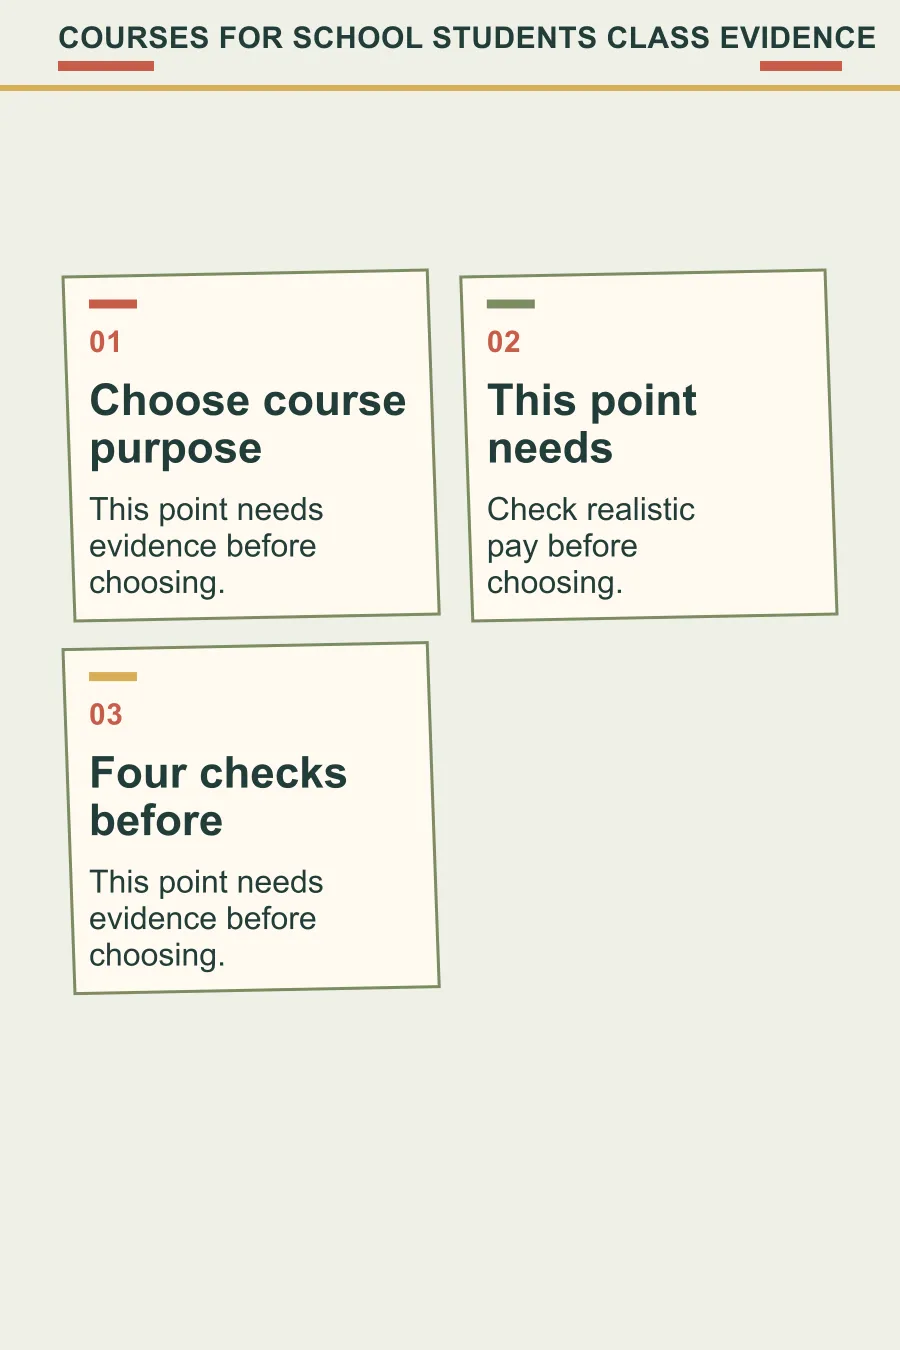 COURSES FOR SCHOOL STUDENTS CLASS EVIDENCE
01
Choose course
purpose
This point needs
evidence before
choosing.
02
This point
needs
Check realistic
pay before
choosing.
03
Four checks
before
This point needs
evidence before
choosing.